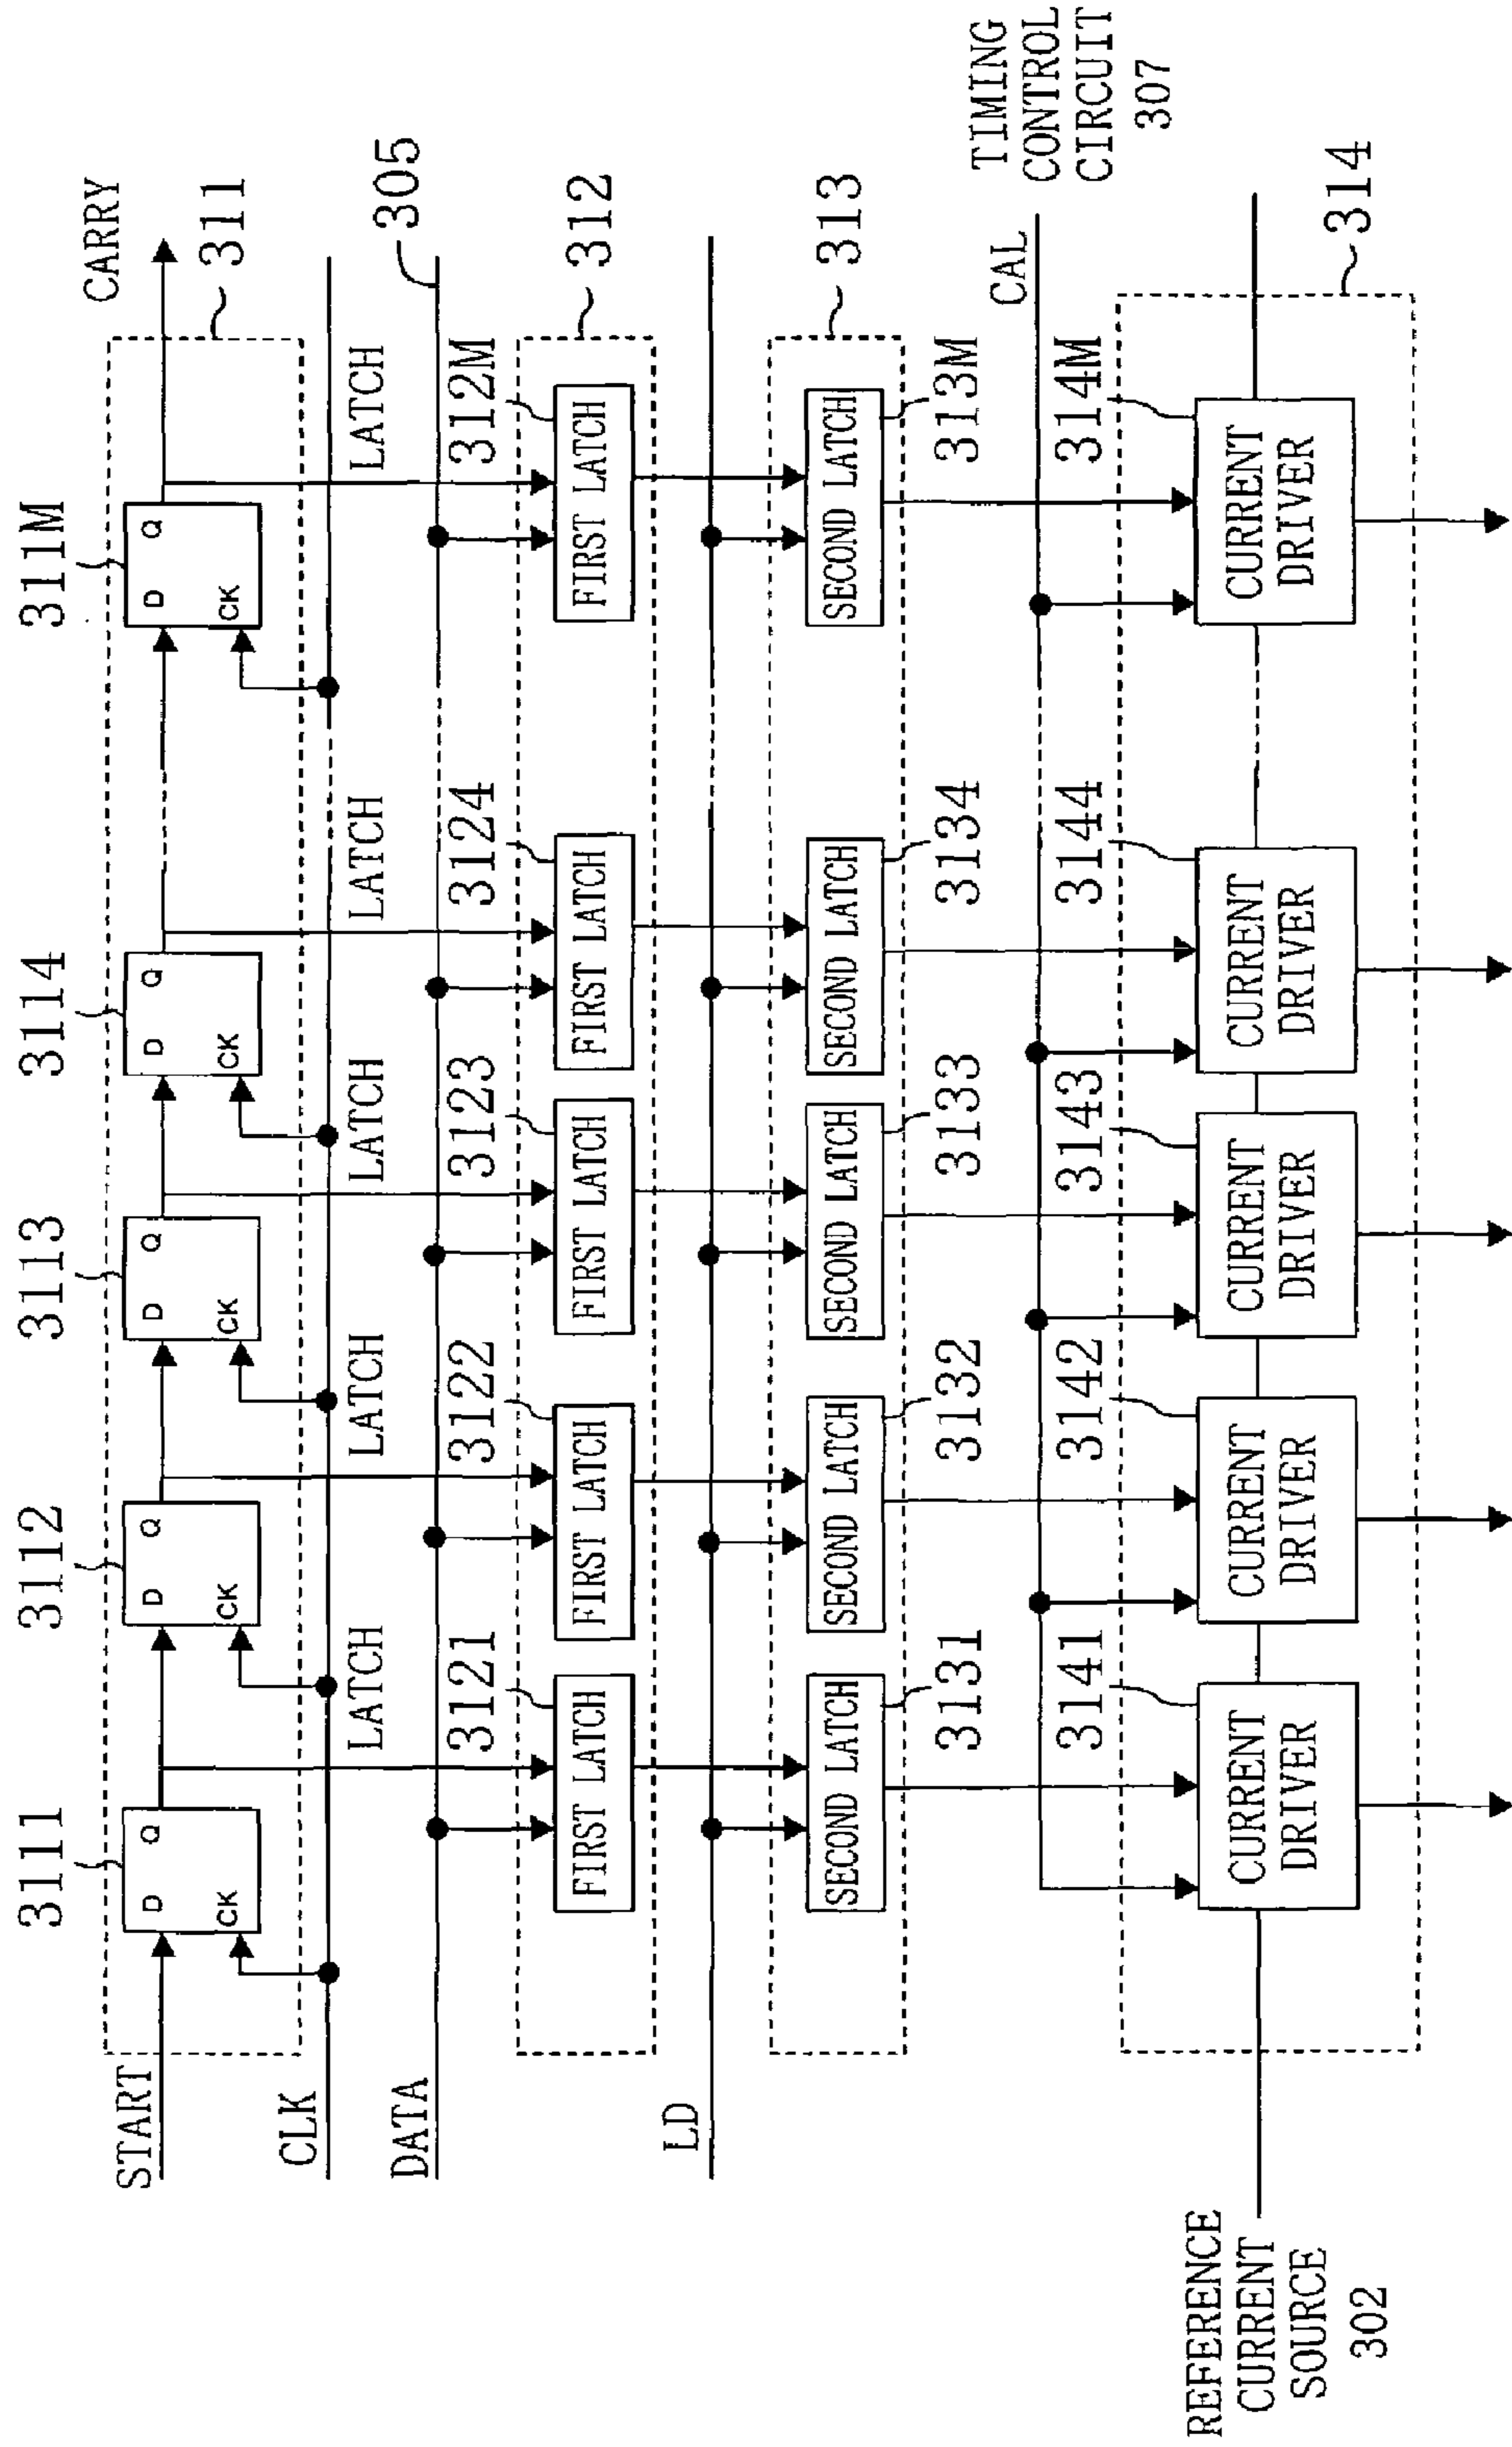 3111
3112
3113
3114
311M
CARRY
START
D Q
CK
D Q
CK
D Q
CK
D Q
CK
D Q
CK
311
CLK
LATCH
LATCH
LATCH
LATCH
LATCH
305
DATA
3121
3122
3123
3124
312M
312
FIRST LATCH
FIRST LATCH
FIRST LATCH
FIRST LATCH
FIRST LATCH
LD
313
SECOND LATCH
SECOND LATCH
SECOND LATCH
SECOND LATCH
SECOND LATCH
3131
3132
3133
3134
313M
CAL
TIMING
CONTROL
CIRCUIT
307
3141
3142
3143
3144
314M
314
CURRENT
DRIVER
CURRENT
DRIVER
CURRENT
DRIVER
CURRENT
DRIVER
CURRENT
DRIVER
REFERENCE
CURRENT
SOURCE
302